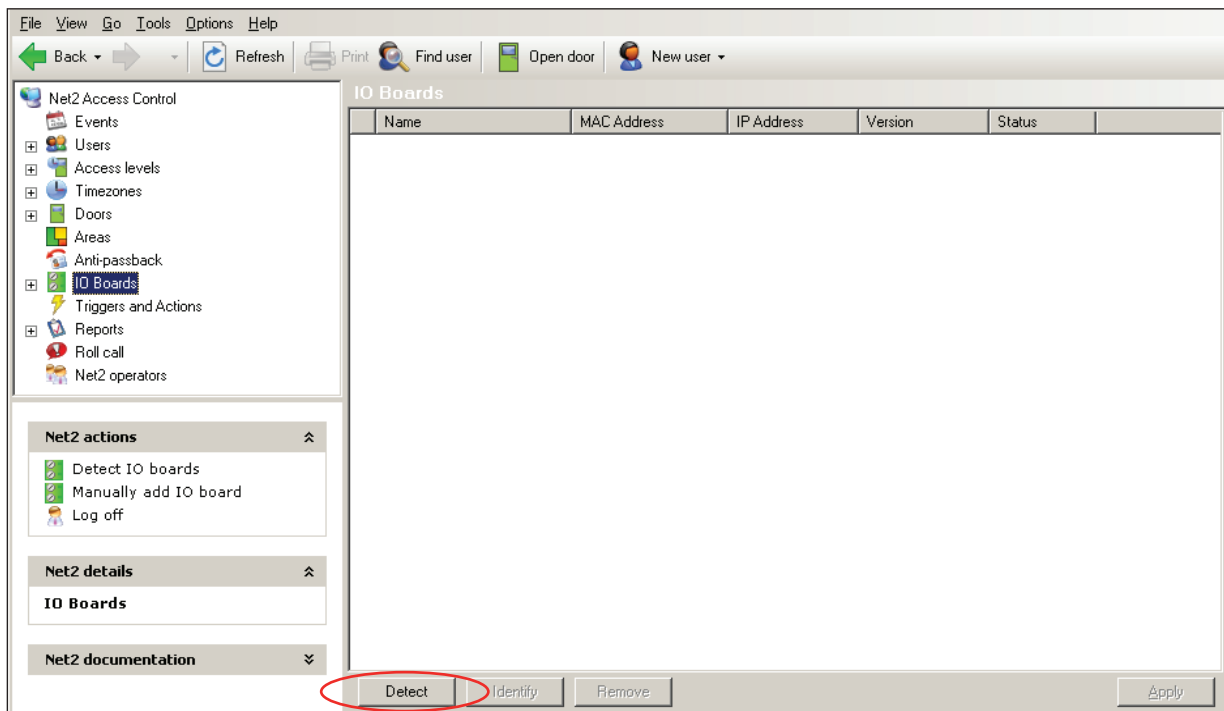 File View Go Tools Options Help
Back Refresh Print Find user Open door New user
Net2 Access Control
Events
Users
Access levels
Timezones
Doors
Areas
Anti-passback
IO Boards
Triggers and Actions
Reports
Roll call
Net2 operators
Net2 actions
Detect IO boards
Manually add IO board
Log off
Net2 details
IO Boards
Net2 documentation
IO Boards
Name MAC Address IP Address Version Status
Detect Identify Remove Apply